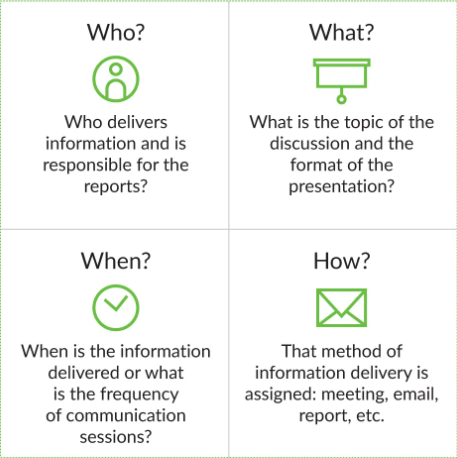 Who?
Who delivers
information and is
responsible for the
reports?
What?
What is the topic of the
discussion and the
format of the
presentation?
When?
When is the information
delivered or what
is the frequency
of communication
sessions?
How?
That method of
information delivery is
assigned: meeting, email,
report, etc.